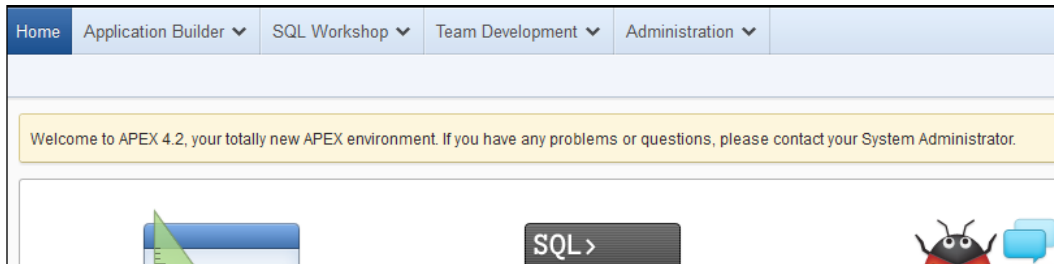 Home Application Builder SQL Workshop Team Development Administration
Welcome to APEX 4.2, your totally new APEX environment. If you have any problems or questions, please contact your System Administrator.
SQL>